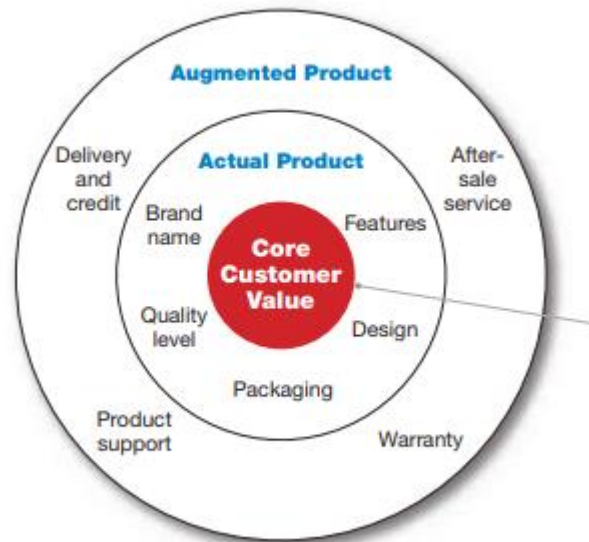 Augmented Product
Delivery
and
credit
After-
sale
service
Actual Product
Brand
name
Features
Core
Customer
Value
Quality
level
Design
Packaging
Product
support
Warranty